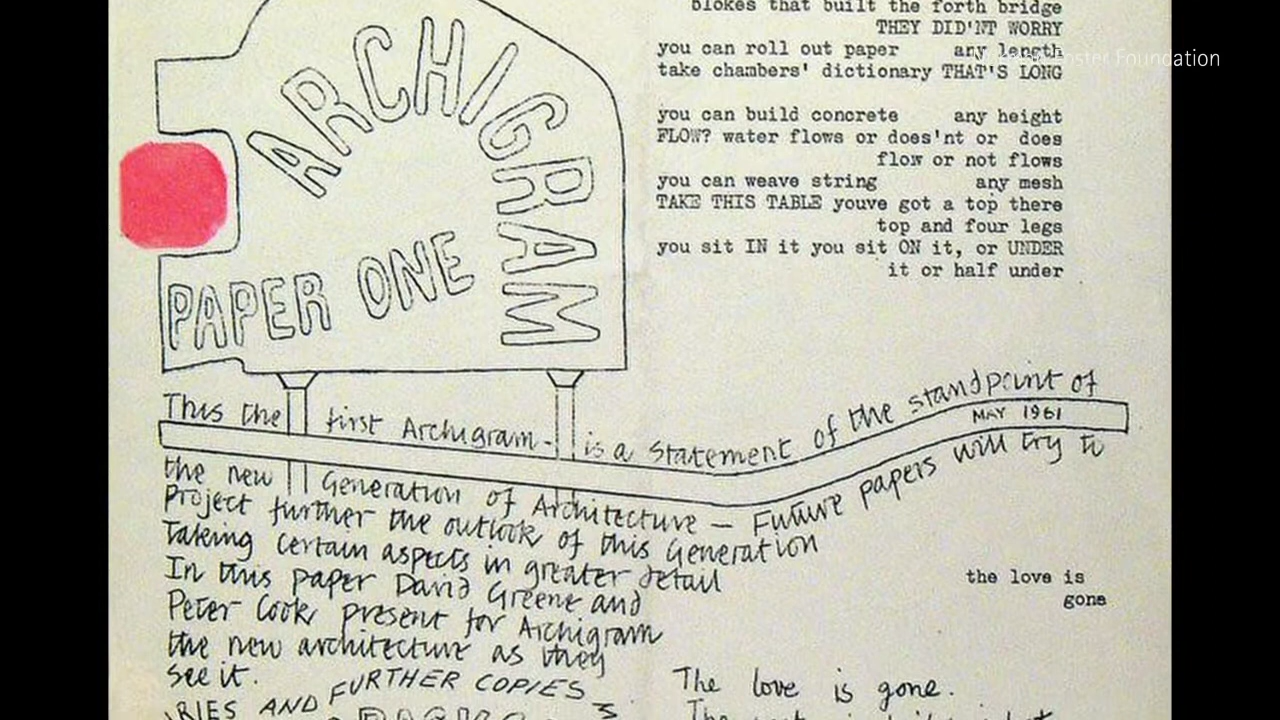 ARCHIGRAM
PAPER ONE
blokes that built the forth bridge
THEY DID'NT WORRY
you can roll out paper any length
take chambers' dictionary THAT'S LONG
you can build concrete any height
FLOW? water flows or does'nt or does
flow or not flows
you can weave string any mesh
TAKE THIS TABLE youve got a top there
top and four legs
you sit IN it you sit ON it, or UNDER
it or half under
Foster Foundation
This the first Archigram - is a Statement of the standpoint of
MAY 1961
the new Generation of Architecture — Future papers will try to
Project further the outlook of this Generation
Taking certain aspects in greater detail
In this paper David Greene and
Peter Cook present for Archigram
the new architecture as they
see it.
AND FURTHER COPIES
the love is
gone
The love is gone.